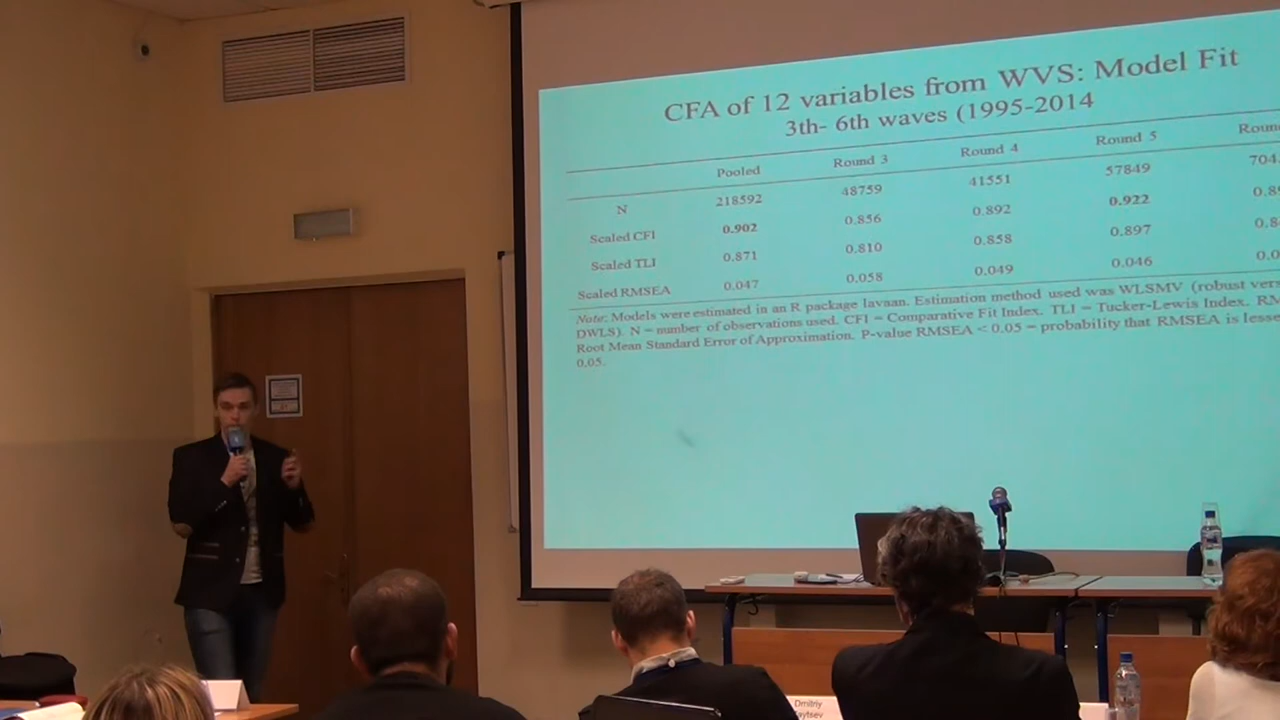 CFA of 12 variables from WVS: Model Fit
3th- 6th waves (1995-2014
Pooled Round 3 Round 4 Round 5
N 218592 48759 41551 57849
Scaled CFI 0.902 0.856 0.892 0.922
Scaled TLI 0.871 0.810 0.858 0.897
Scaled RMSEA 0.047 0.058 0.049 0.046
Note: Models were estimated in an R package lavaan. Estimation method used was WLSMV (robust
DWLS). N = number of observations used. CFI = Comparative Fit Index. TLI = Tucker-Lewis Index.
Root Mean Standard Error of Approximation. P-value RMSEA < 0.05 = probability that RMSEA is
0.05.
Dmitriy